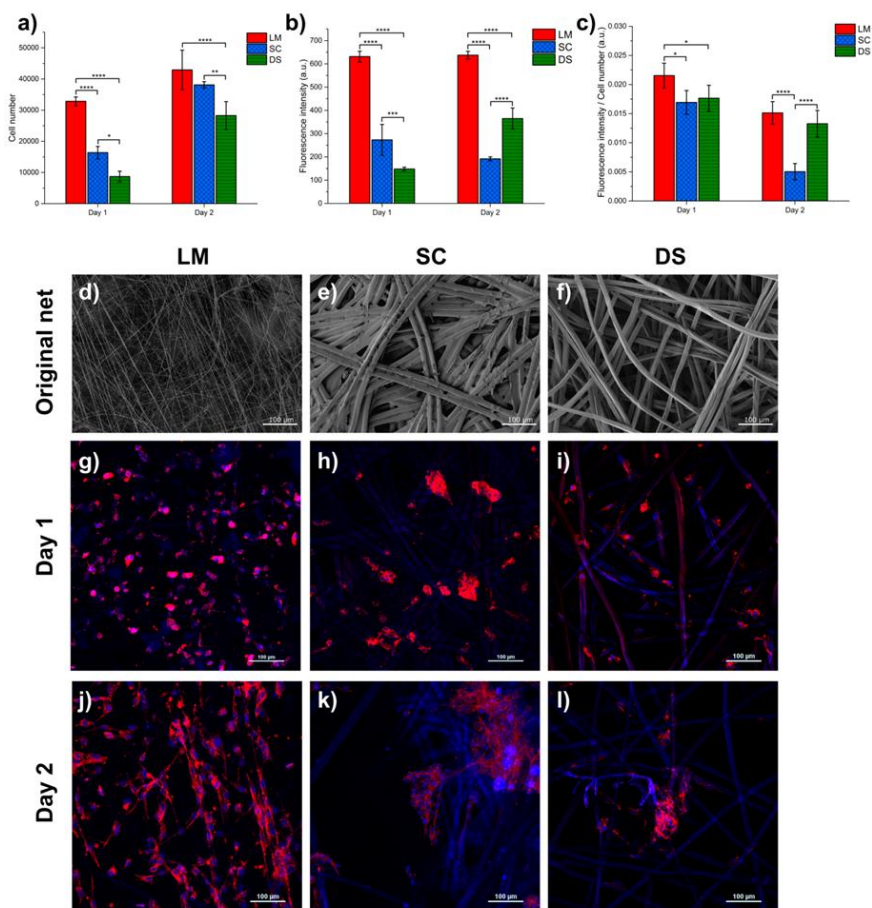 a)
50000
40000
30000
20000
10000
0
Cell number
Day 1
Day 2
****
****
*
****
**
LM
SC
DS
b)
700
600
500
400
300
200
100
0
Fluorescence intensity (a.u.)
Day 1
Day 2
****
****
***
****
****
****
LM
SC
DS
c)
0.030
0.025
0.020
0.015
0.010
0.005
0.000
Fluorescence intensity / Cell number (a.u.)
Day 1
Day 2
*
*
****
****
LM
SC
DS
LM
SC
DS
Original net
d)
100 µm
e)
100 µm
f)
100 µm
Day 1
g)
100 µm
h)
100 µm
i)
100 µm
Day 2
j)
100 µm
k)
100 µm
l)
100 µm